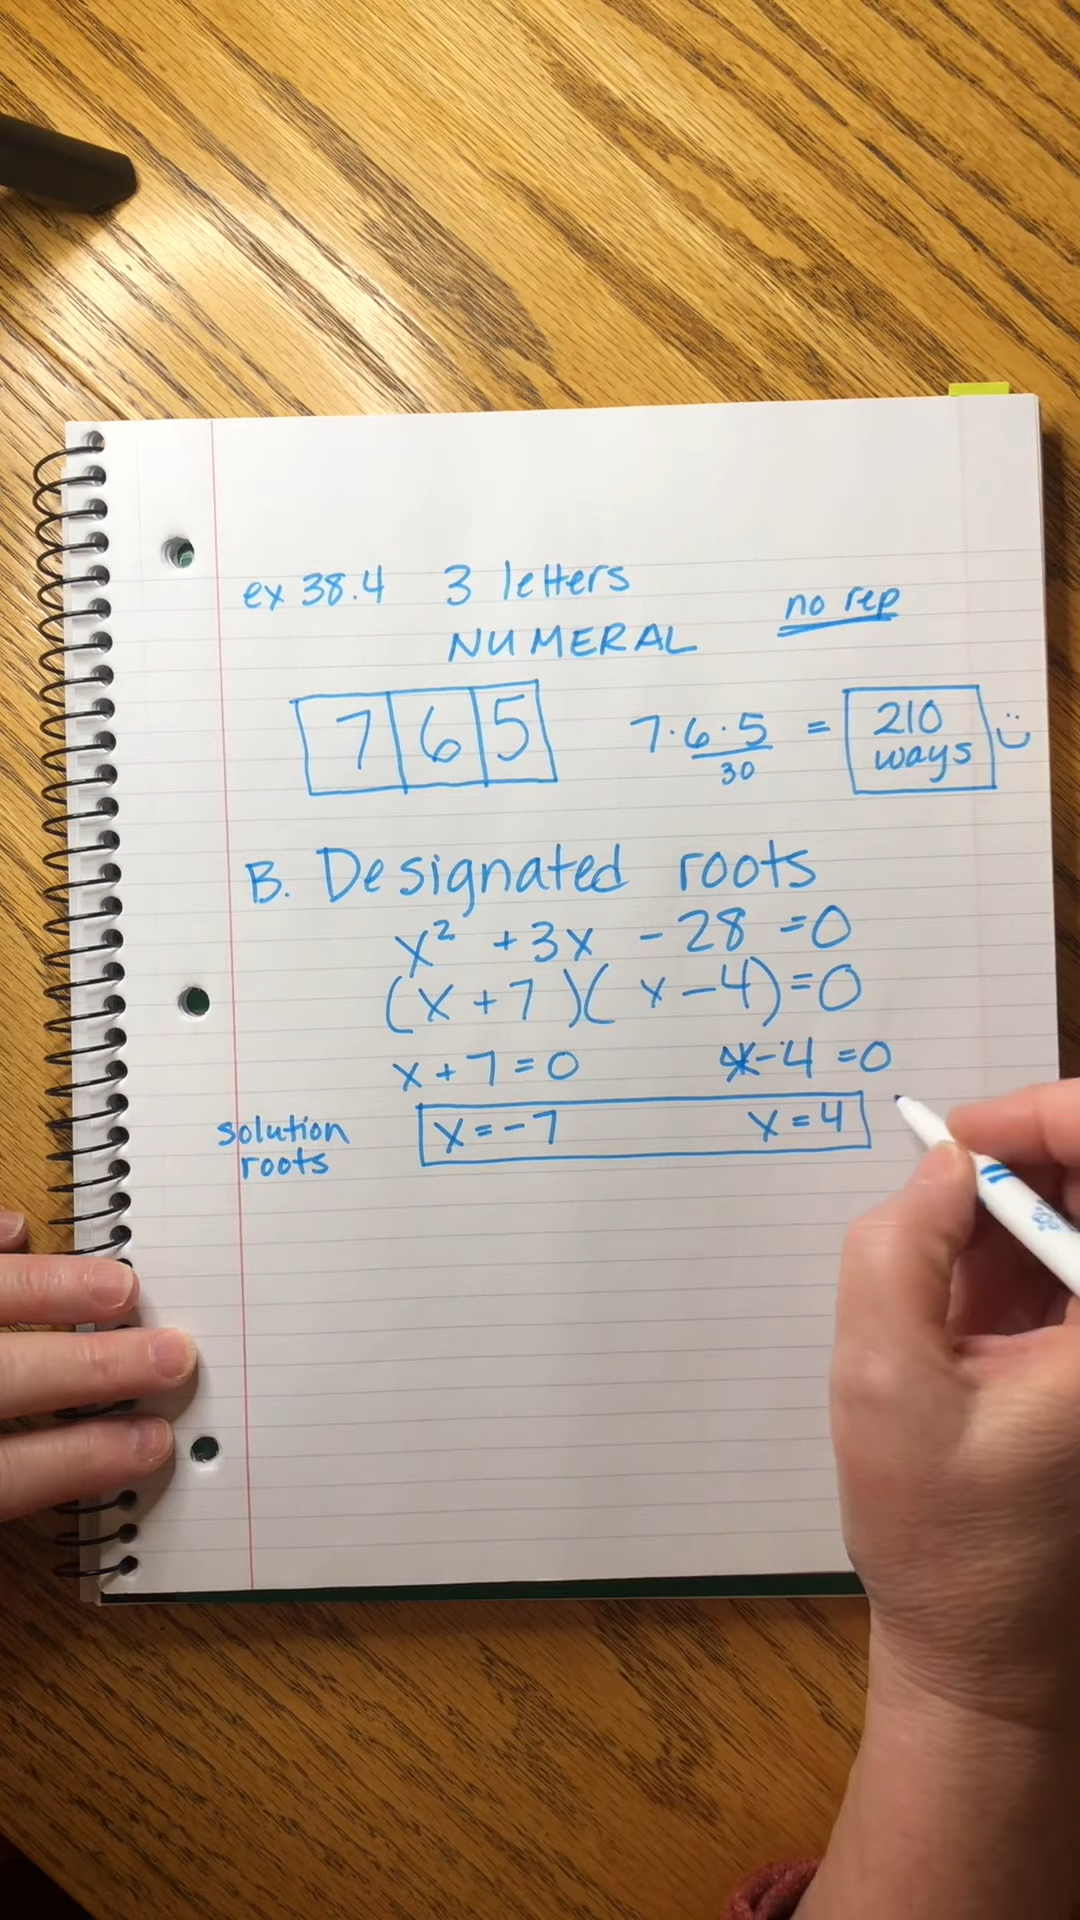 ex 38.4 3 letters
no rep
NUMERAL
7 6 5 7·6·5 = 210 ways
30
B. Designated roots
x² + 3x - 28 = 0
(x + 7)(x - 4) = 0
x + 7 = 0 x - 4 = 0
solution roots x = -7 x = 4